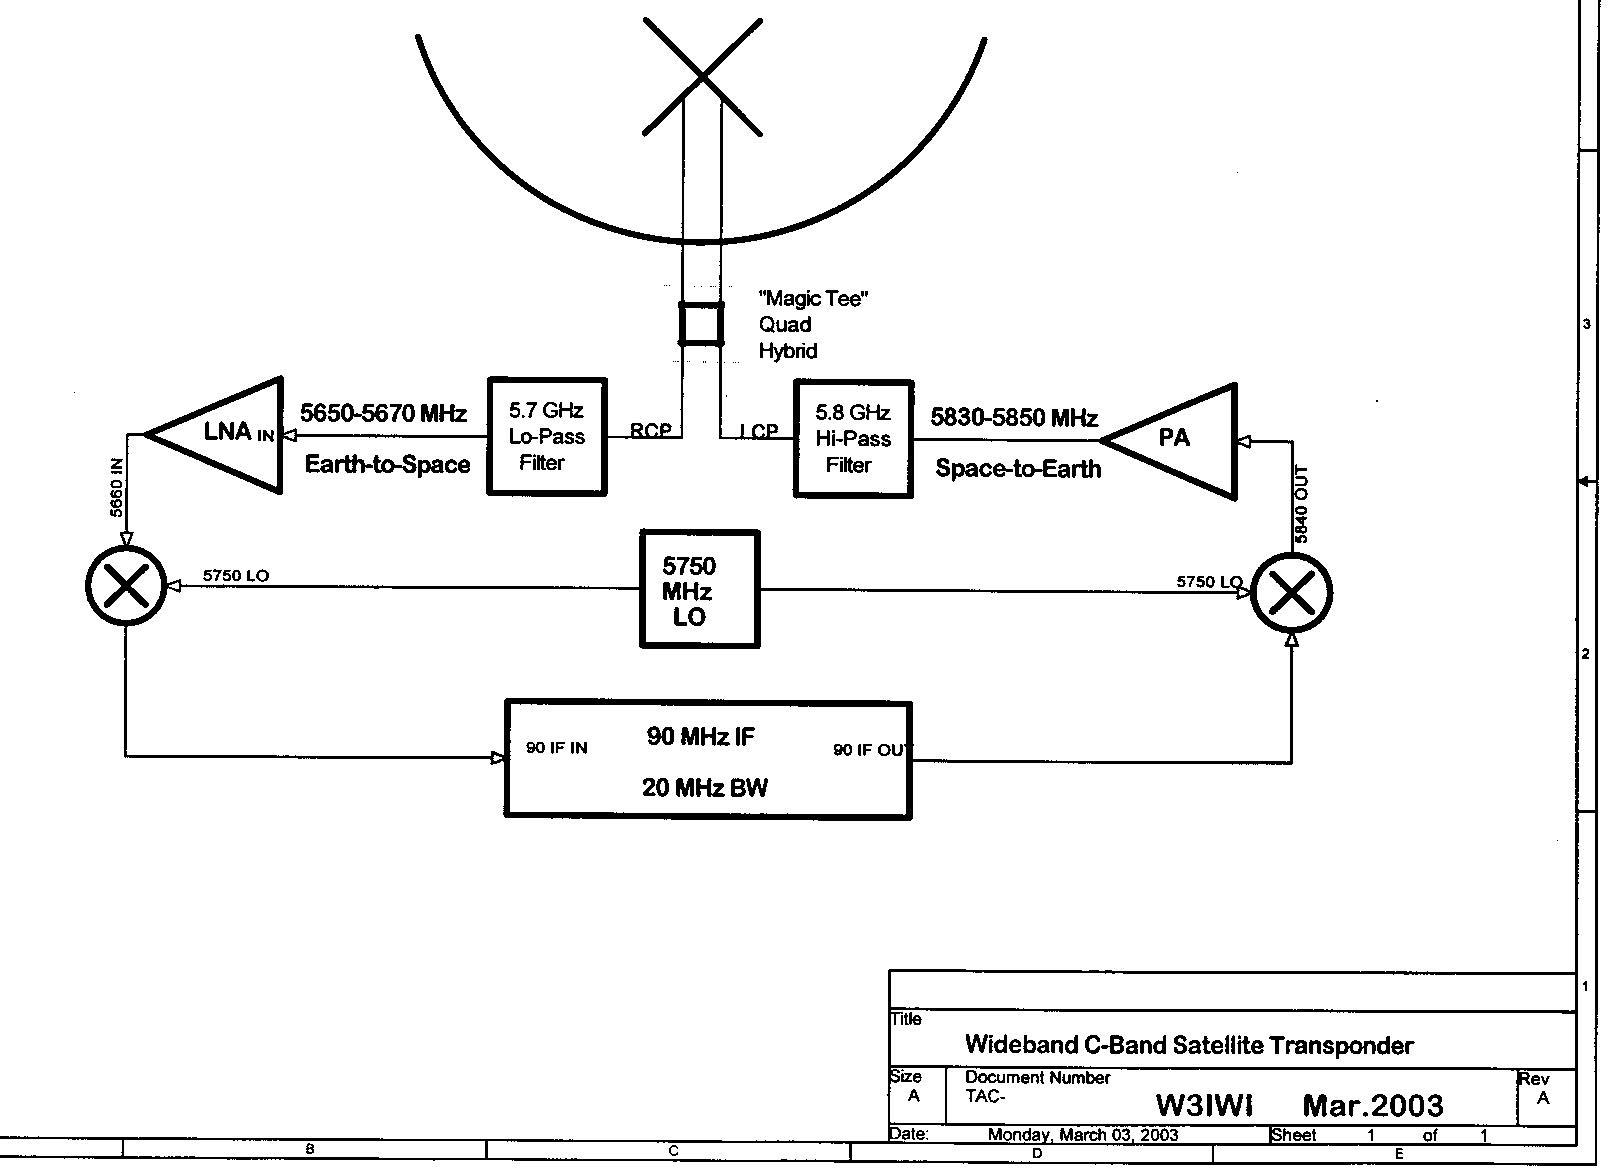 "Magic Tee"
Quad
Hybrid
LNA IN
5650-5670 MHz
Earth-to-Space
5.7 GHz
Lo-Pass
Filter
RCP
LCP
5.8 GHz
Hi-Pass
Filter
5830-5850 MHz
Space-to-Earth
PA
5660 IN
5840 OUT
5750 LO
5750
MHz
LO
5750 LO
90 IF IN
90 MHz IF
20 MHz BW
90 IF OUT
3
2
1
Title
Wideband C-Band Satellite Transponder
Size
A
Document Number
TAC-
W3IWI Mar.2003
Rev
A
Date: Monday, March 03, 2003 Sheet 1 of 1
B C D E